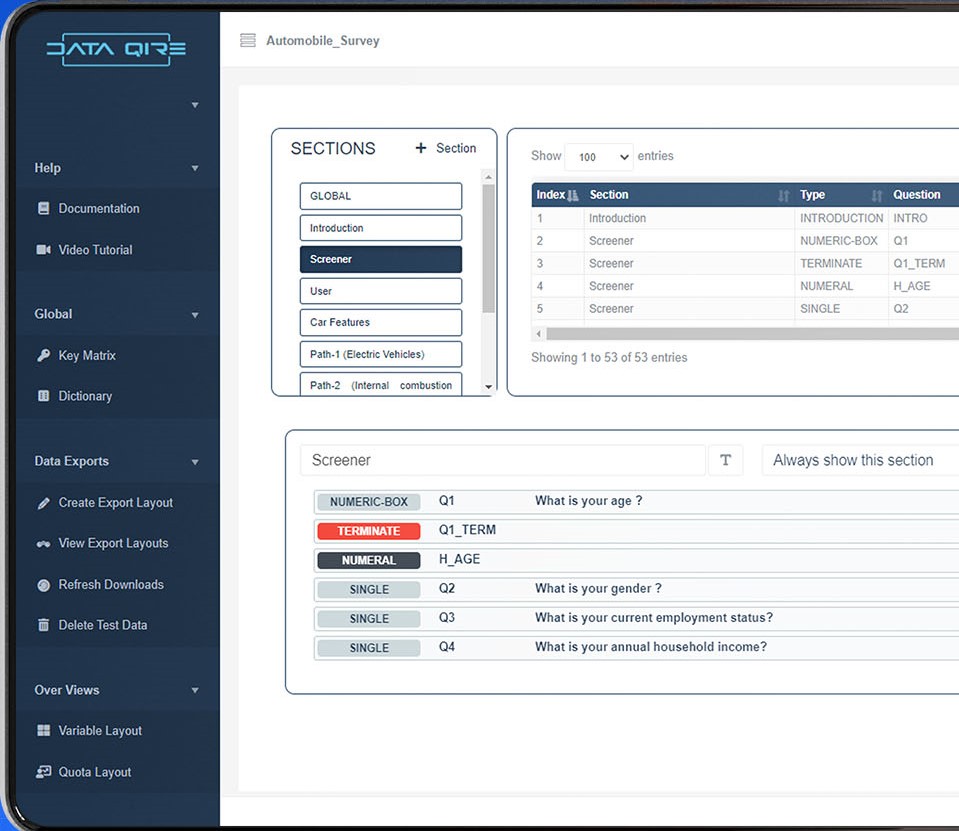 DATA QIRE
Automobile_Survey
Help
Documentation
Video Tutorial
Global
Key Matrix
Dictionary
Data Exports
Create Export Layout
View Export Layouts
Refresh Downloads
Delete Test Data
Over Views
Variable Layout
Quota Layout
SECTIONS + Section
GLOBAL
Introduction
Screener
User
Car Features
Path-1 (Electric Vehicles)
Path-2 (Internal combustion
Show 100 entries
Index Section Type Question
1 Introduction INTRODUCTION INTRO
2 Screener NUMERIC-BOX Q1
3 Screener TERMINATE Q1_TERM
4 Screener NUMERAL H_AGE
5 Screener SINGLE Q2
Showing 1 to 53 of 53 entries
Screener T Always show this section
NUMERIC-BOX Q1 What is your age ?
TERMINATE Q1_TERM
NUMERAL H_AGE
SINGLE Q2 What is your gender ?
SINGLE Q3 What is your current employment status?
SINGLE Q4 What is your annual household income?